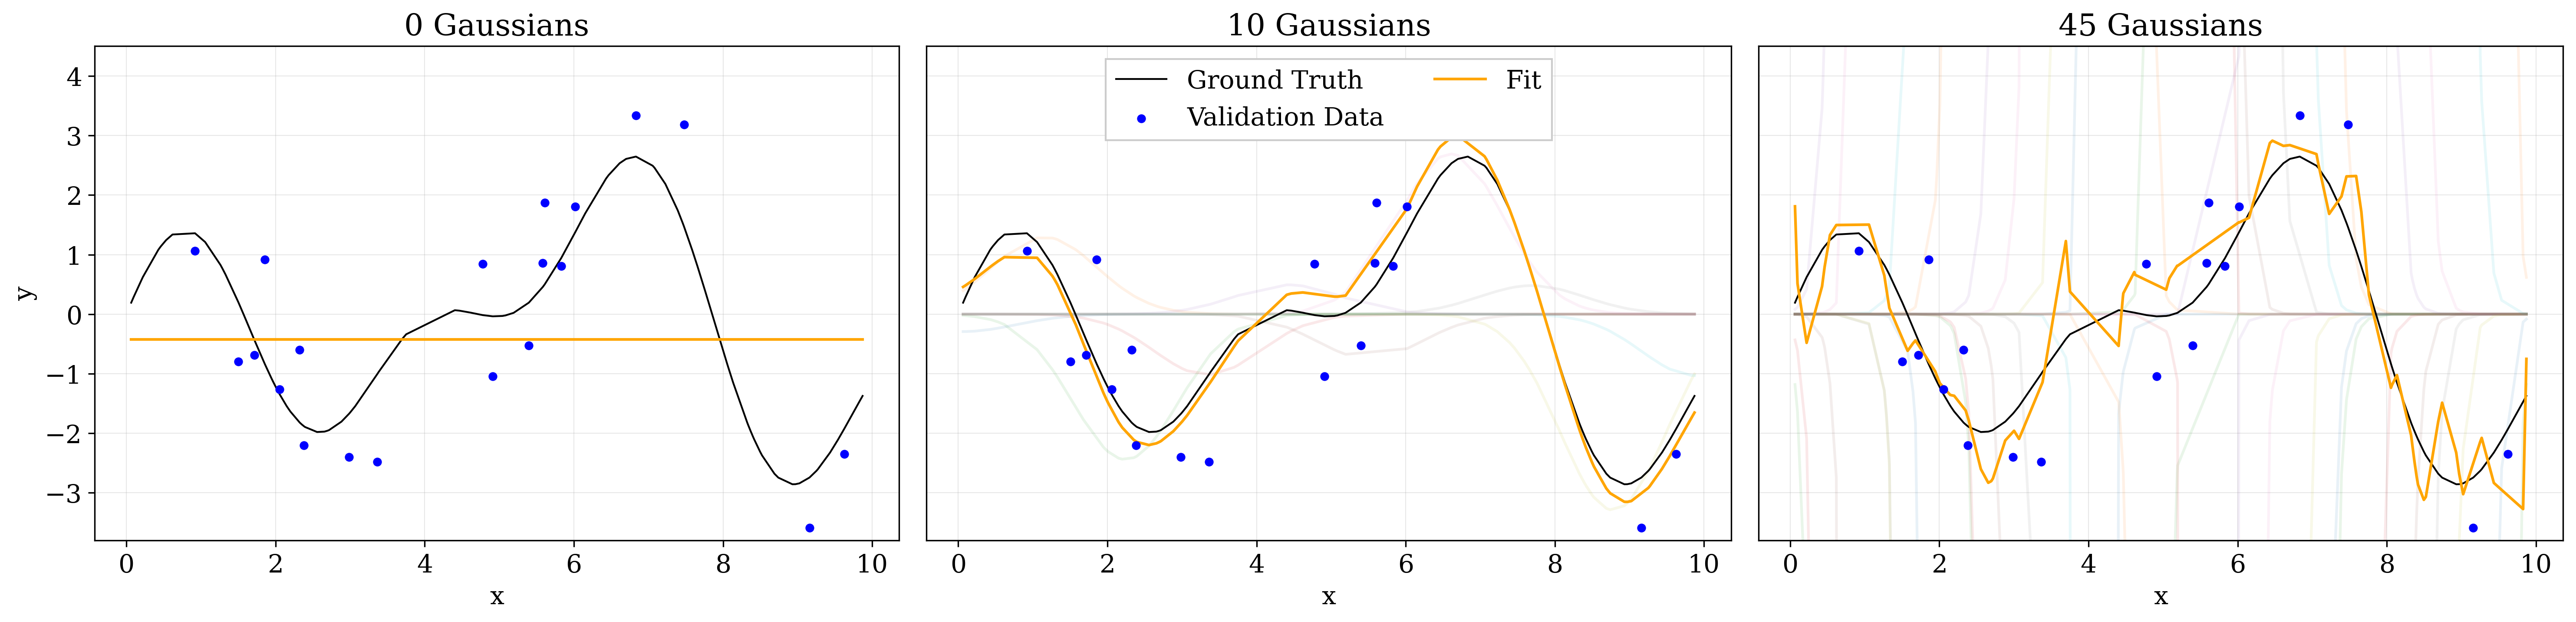 0 Gaussians
10 Gaussians
45 Gaussians
4
3
2
1
0
−1
−2
−3
y
0 2 4 6 8 10
x
Ground Truth
Validation Data
Fit
0 2 4 6 8 10
x
0 2 4 6 8 10
x